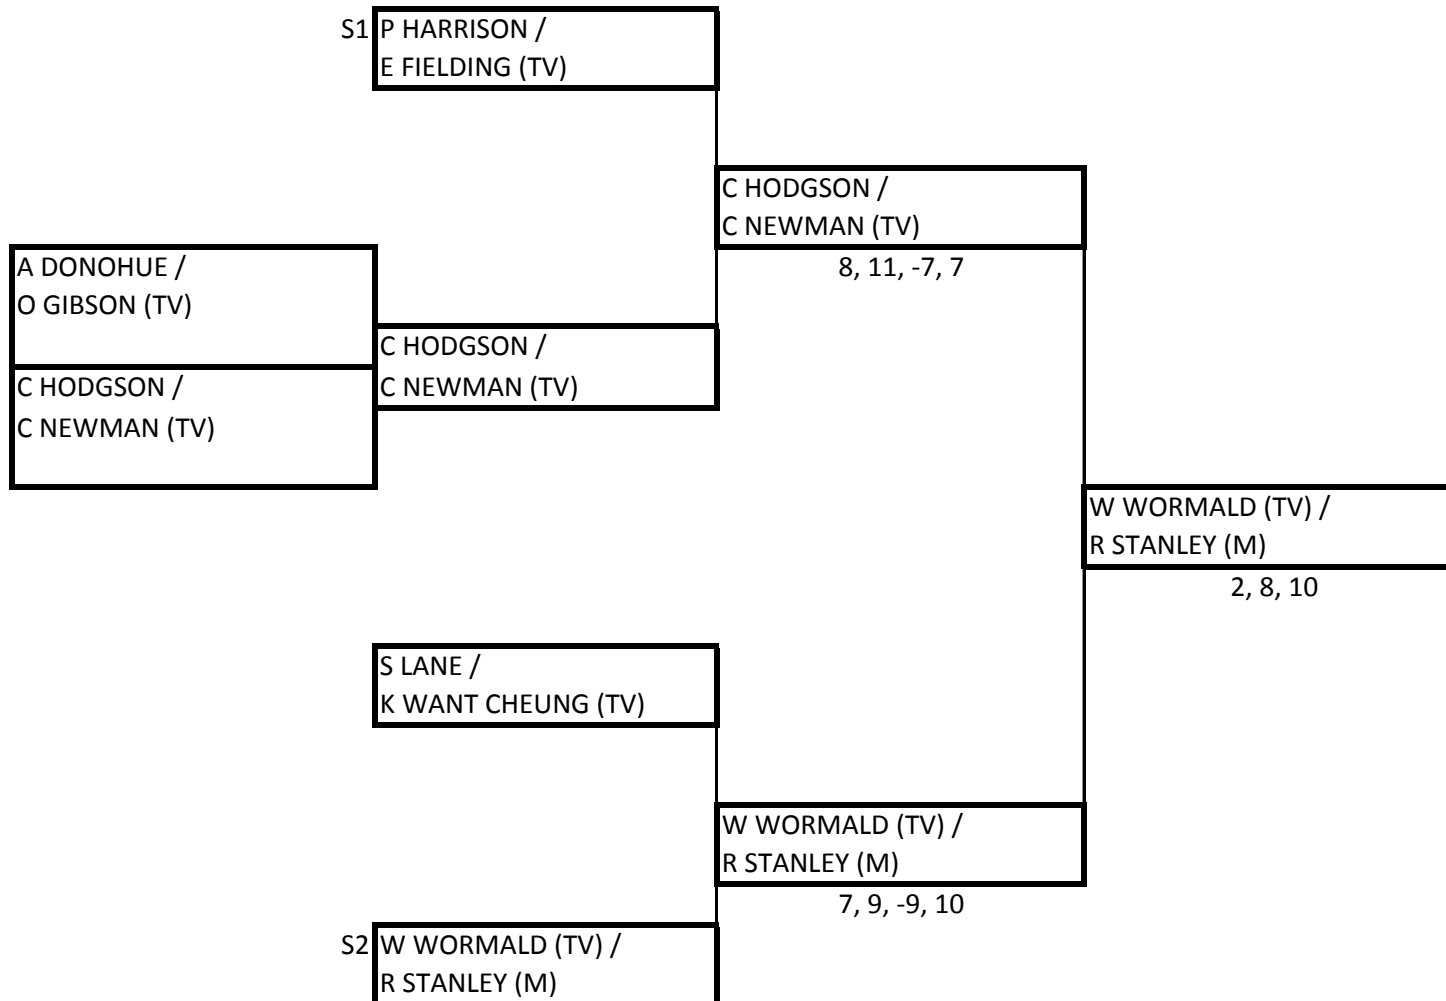 S1 P HARRISON /
E FIELDING (TV)
C HODGSON /
C NEWMAN (TV)
8, 11, -7, 7
A DONOHUE /
O GIBSON (TV)
C HODGSON /
C NEWMAN (TV)
C HODGSON /
C NEWMAN (TV)
W WORMALD (TV) /
R STANLEY (M)
2, 8, 10
S LANE /
K WANT CHEUNG (TV)
W WORMALD (TV) /
R STANLEY (M)
7, 9, -9, 10
S2 W WORMALD (TV) /
R STANLEY (M)